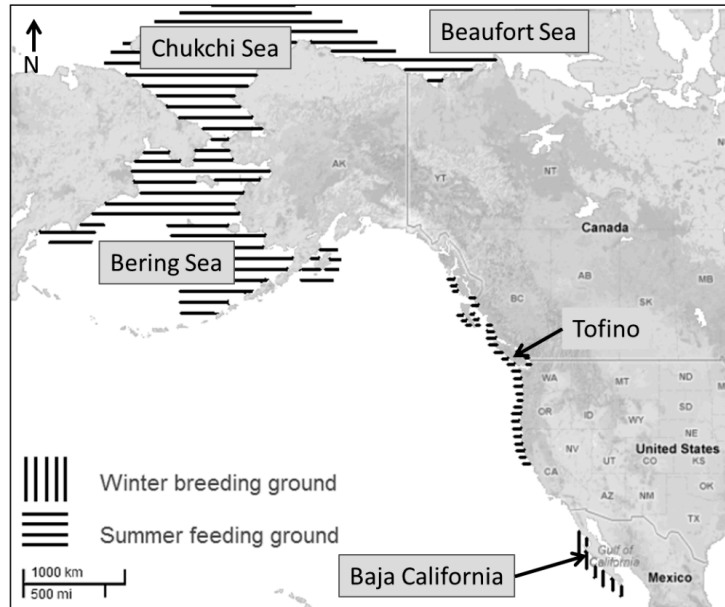 N
Chukchi Sea
Beaufort Sea
AK
YT
NT
Canada
Bering Sea
BC
AB
SK
MB
Tofino
WA
MT
ND
OR
ID
WY
SD
NE
NV
UT
CO
KS
United States
CA
AZ
NM
OK
TX
Winter breeding ground
Summer feeding ground
Gulf of
California
Baja California
Mexico
1000 km
500 mi